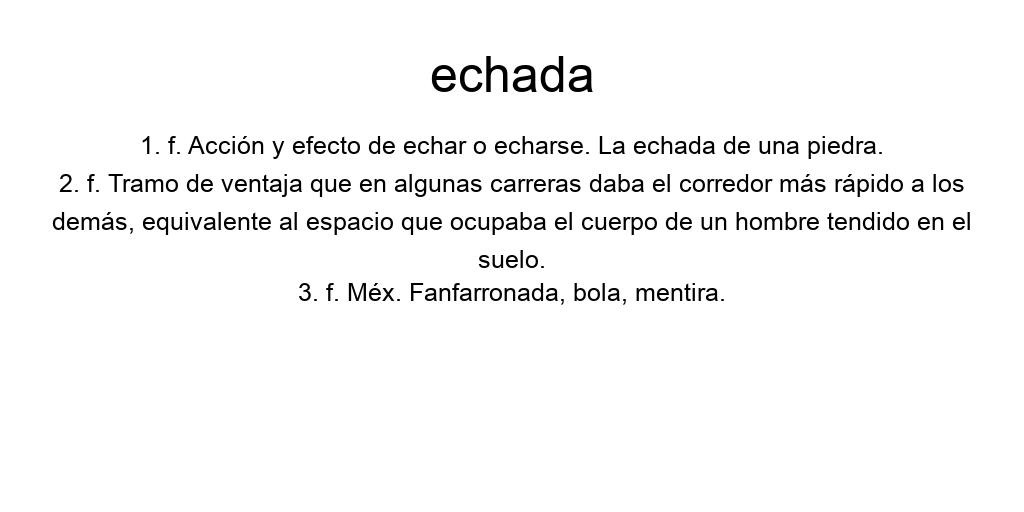 echada
1. f. Acción y efecto de echar o echarse. La echada de una piedra.
2. f. Tramo de ventaja que en algunas carreras daba el corredor más rápido a los
demás, equivalente al espacio que ocupaba el cuerpo de un hombre tendido en el
suelo.
3. f. Méx. Fanfarronada, bola, mentira.